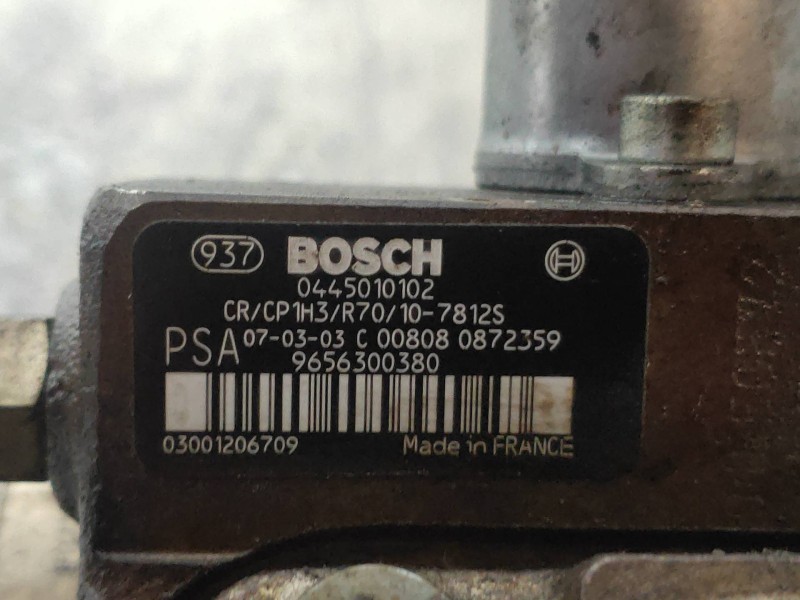 937 BOSCH
0445010102
CR/CP1H3/R70/10-7812S
PSA 07-03-03 C 00808 0872359
9656300380
03001206709 Made in FRANCE